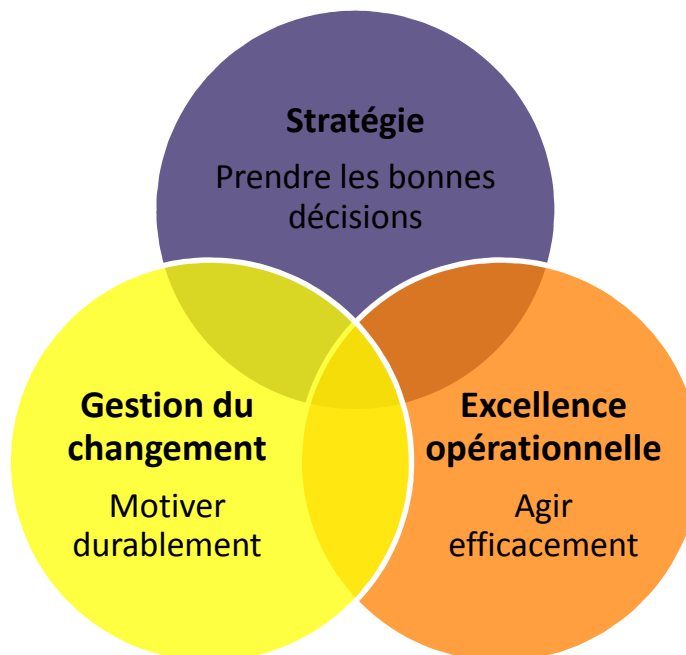 Stratégie
Prendre les bonnes
décisions
Gestion du
changement
Motiver
durablement
Excellence
opérationnelle
Agir
efficacement